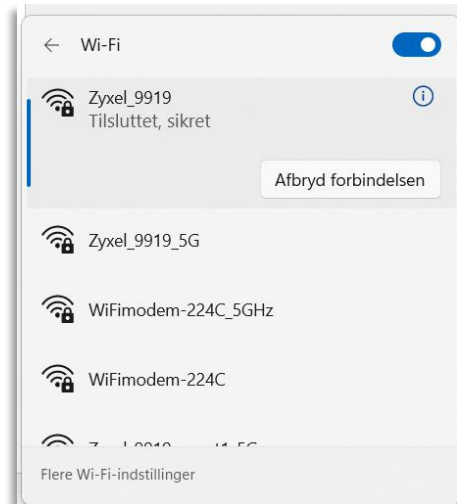 Wi-Fi
Zyxel_9919
Tilsluttet, sikret
Afbryd forbindelsen
Zyxel_9919_5G
WiFimodem-224C_5GHz
WiFimodem-224C
Flere Wi-Fi-indstillinger